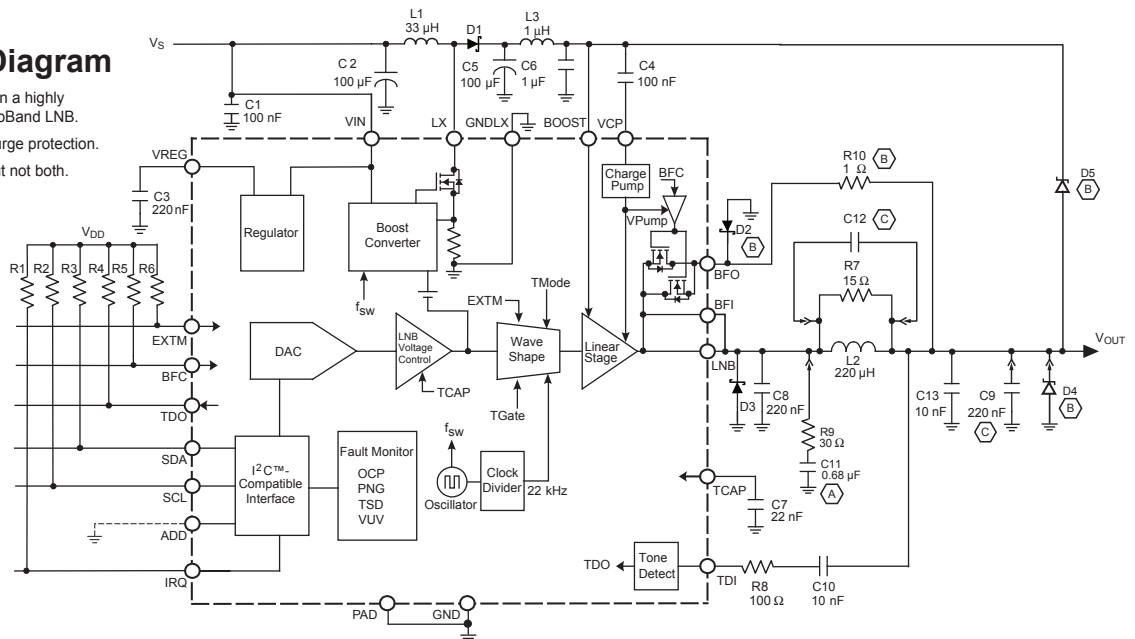 Diagram
n a highly
oBand LNB.
urge protection.
t not both.
L1
33 µH
D1
L3
1 µH
VS
C2
100 µF
C5
100 µF
C6
1 µF
C4
100 nF
C1
100 nF
VIN
LX
GNDLX
BOOST
VCP
VREG
C3
220 nF
Regulator
Boost
Converter
fsw
Charge
Pump
BFC
VPump
D2
B
BFO
R10
1 Ω
B
D5
B
C12
C
R7
15 Ω
BFI
LNB
L2
220 µH
VOUT
VDD
R1
R2
R3
R4
R5
R6
EXTM
BFC
TDO
SDA
SCL
ADD
IRQ
DAC
LNB
Voltage
Control
TCAP
EXTM
TMode
Wave
Shape
TGate
Linear
Stage
D3
C8
220 nF
R9
30 Ω
C11
0.68 µF
A
C13
10 nF
C9
220 nF
C
D4
B
I2C™-
Compatible
Interface
Fault Monitor
OCP
PNG
TSD
VUV
fsw
Oscillator
Clock
Divider
22 kHz
TCAP
C7
22 nF
TDO
Tone
Detect
TDI
R8
100 Ω
C10
10 nF
PAD
GND